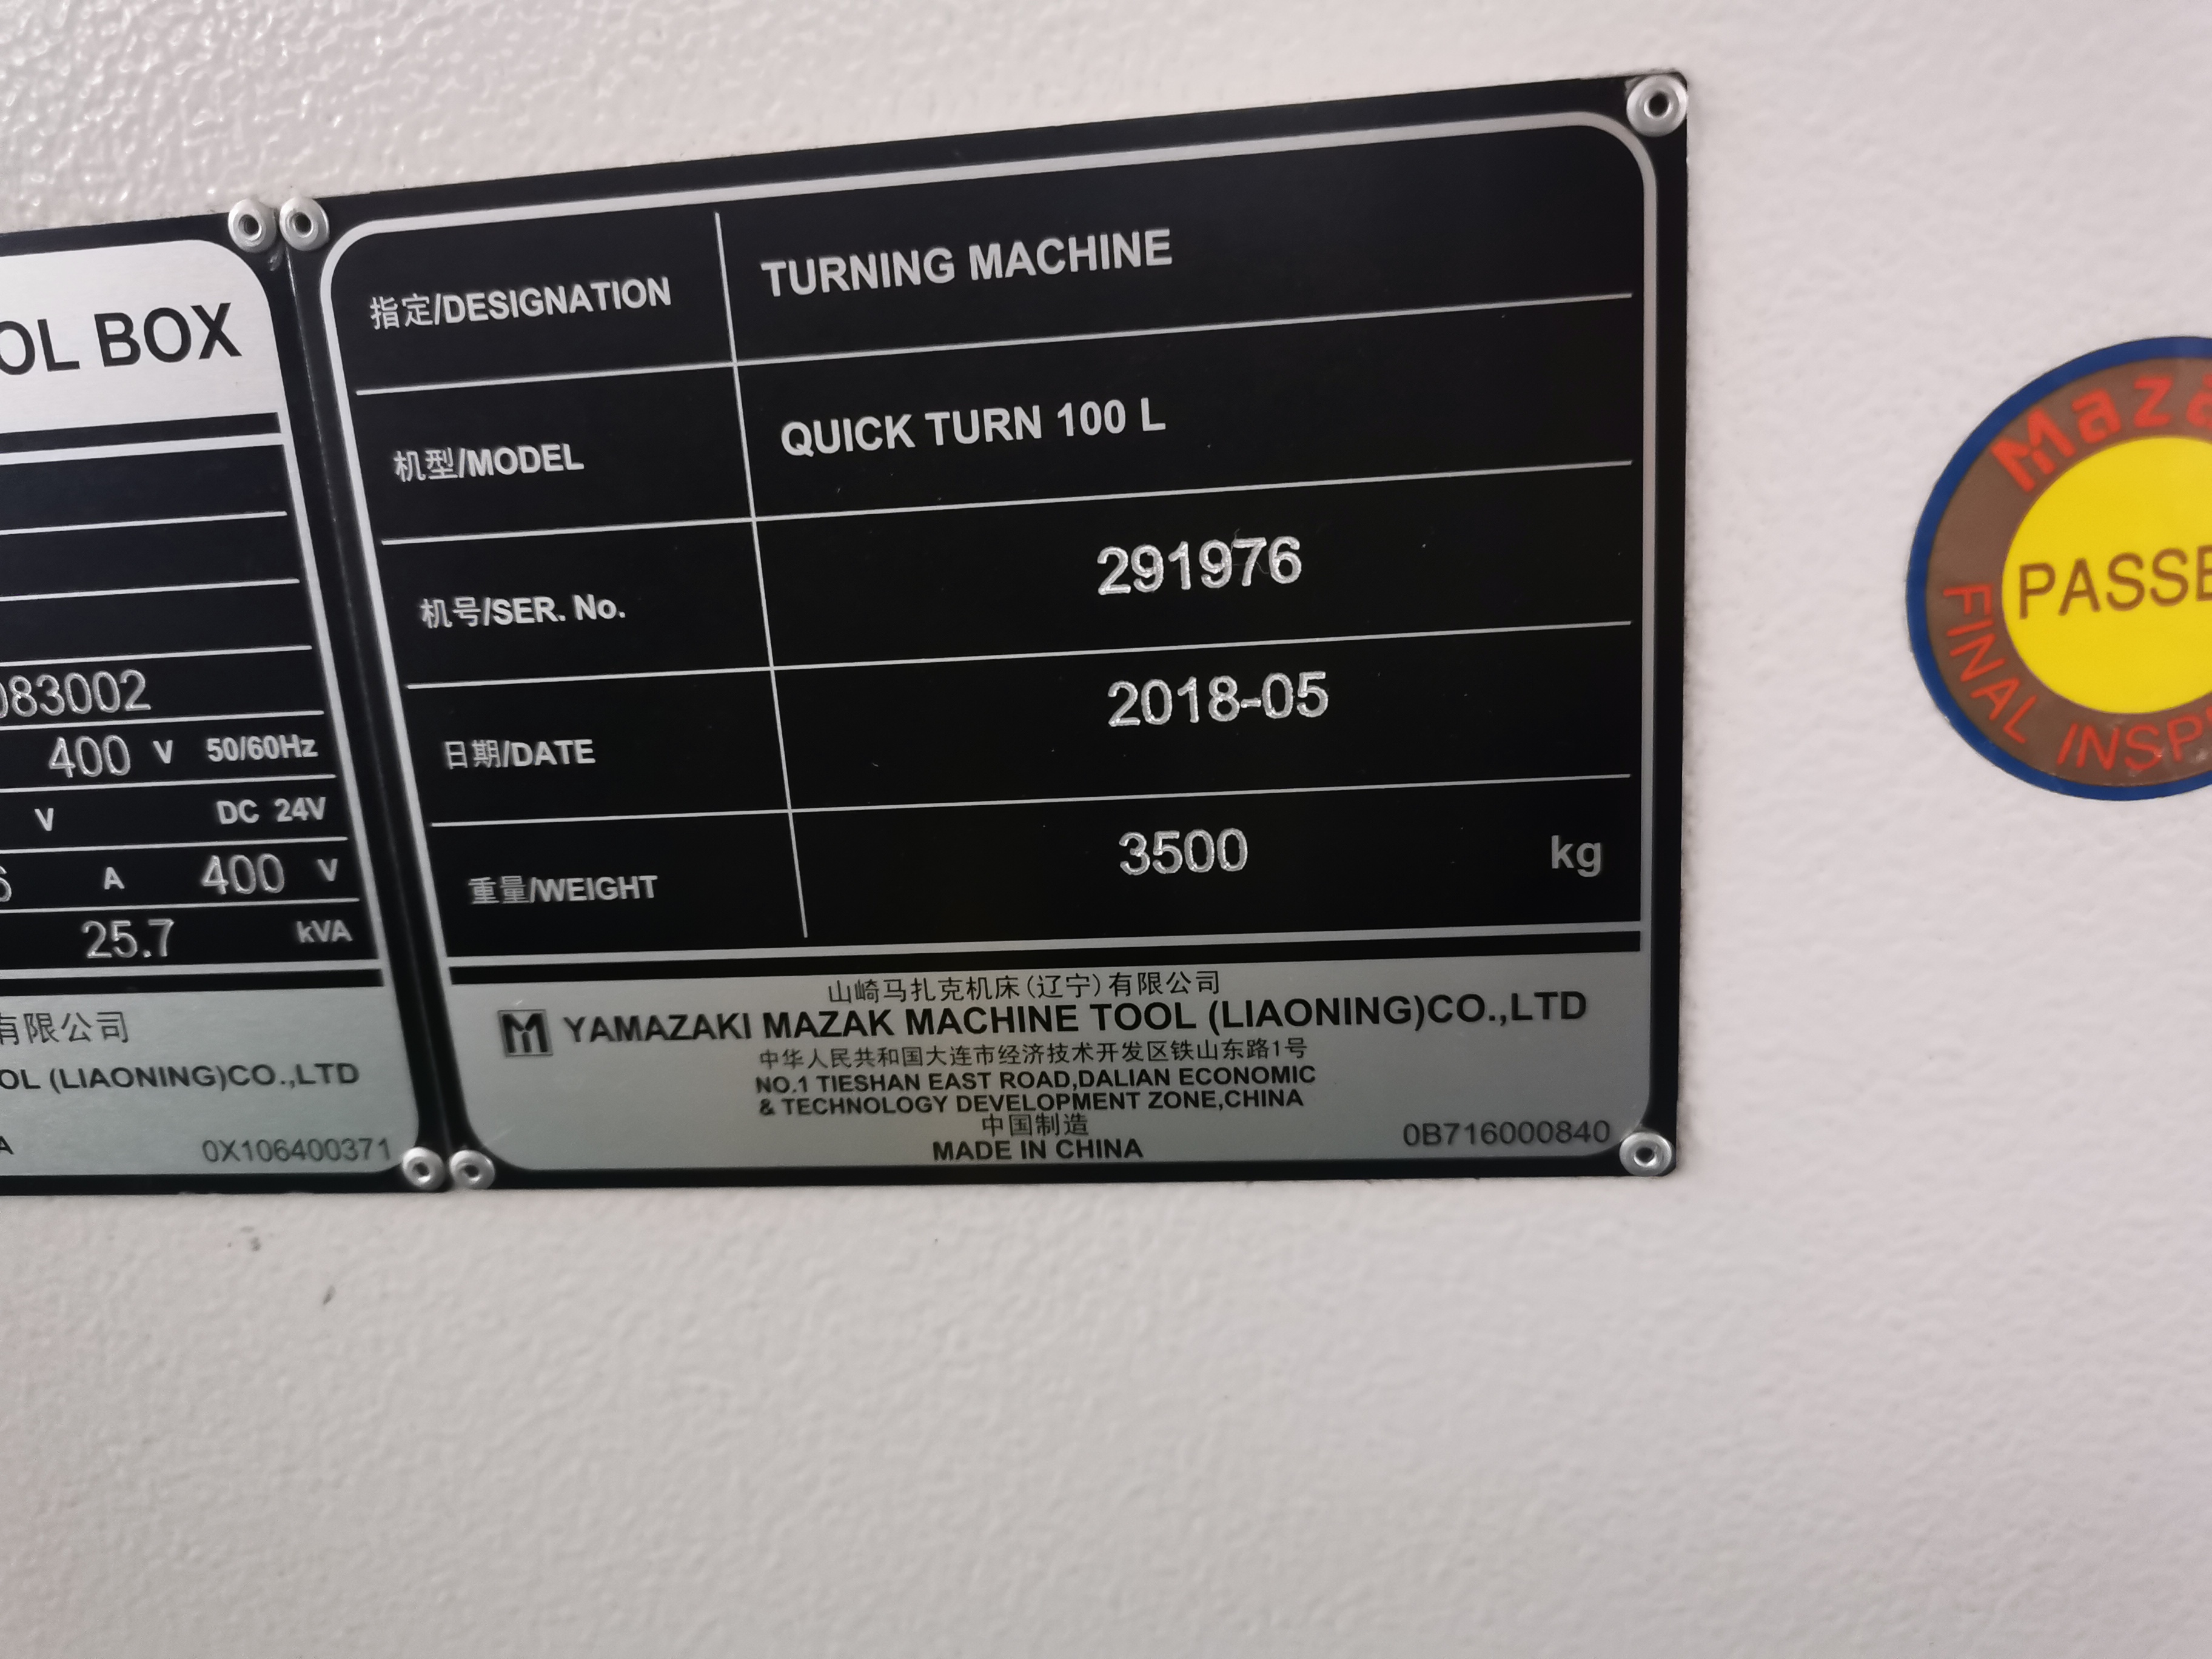 OL BOX
083002
400 V 50/60Hz
V DC 24V
6 A 400 V
25.7 kVA
有限公司
OL (LIAONING)CO.,LTD
A
0X106400371
指定/DESIGNATION TURNING MACHINE
机型/MODEL QUICK TURN 100 L
机号/SER. No. 291976
日期/DATE 2018-05
重量/WEIGHT 3500 kg
山崎马扎克机床(辽宁)有限公司
YAMAZAKI MAZAK MACHINE TOOL (LIAONING)CO.,LTD
中华人民共和国大连市经济技术开发区铁山东路1号
NO.1 TIESHAN EAST ROAD,DALIAN ECONOMIC
& TECHNOLOGY DEVELOPMENT ZONE,CHINA
中国制造
MADE IN CHINA
0B716000840
Maza
PASSE
FINAL INSP